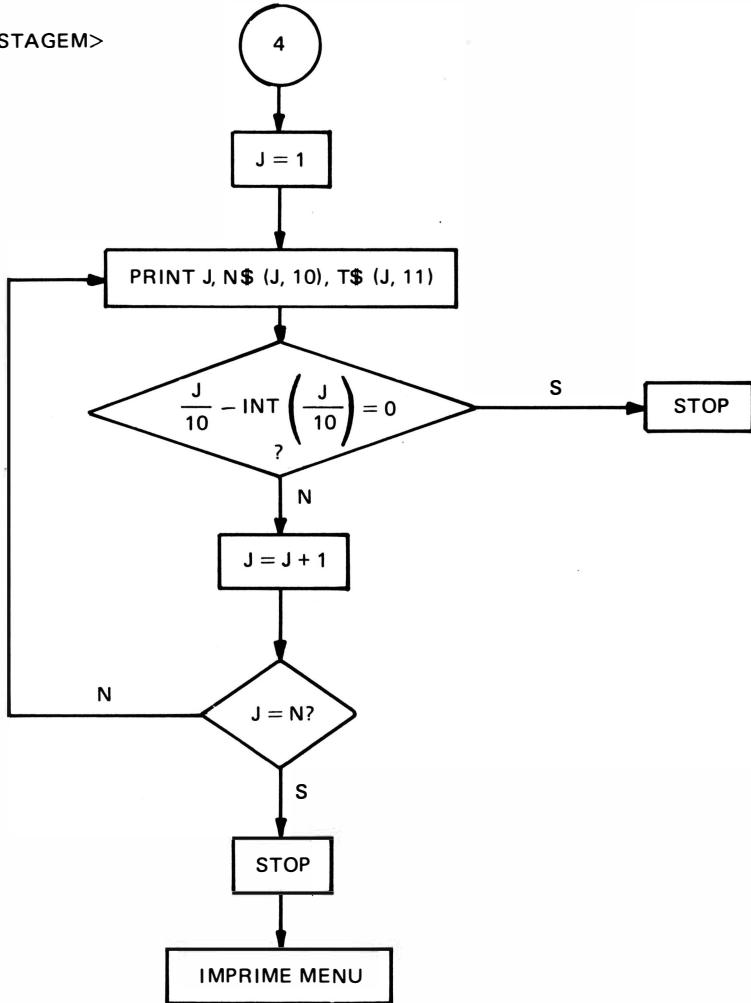 STAGEM>
4
J = 1
PRINT J, N$ (J, 10), T$ (J, 11)
J/10 – INT (J/10) = 0
?
S
STOP
N
J = J + 1
N
J = N?
S
STOP
IMPRIME MENU